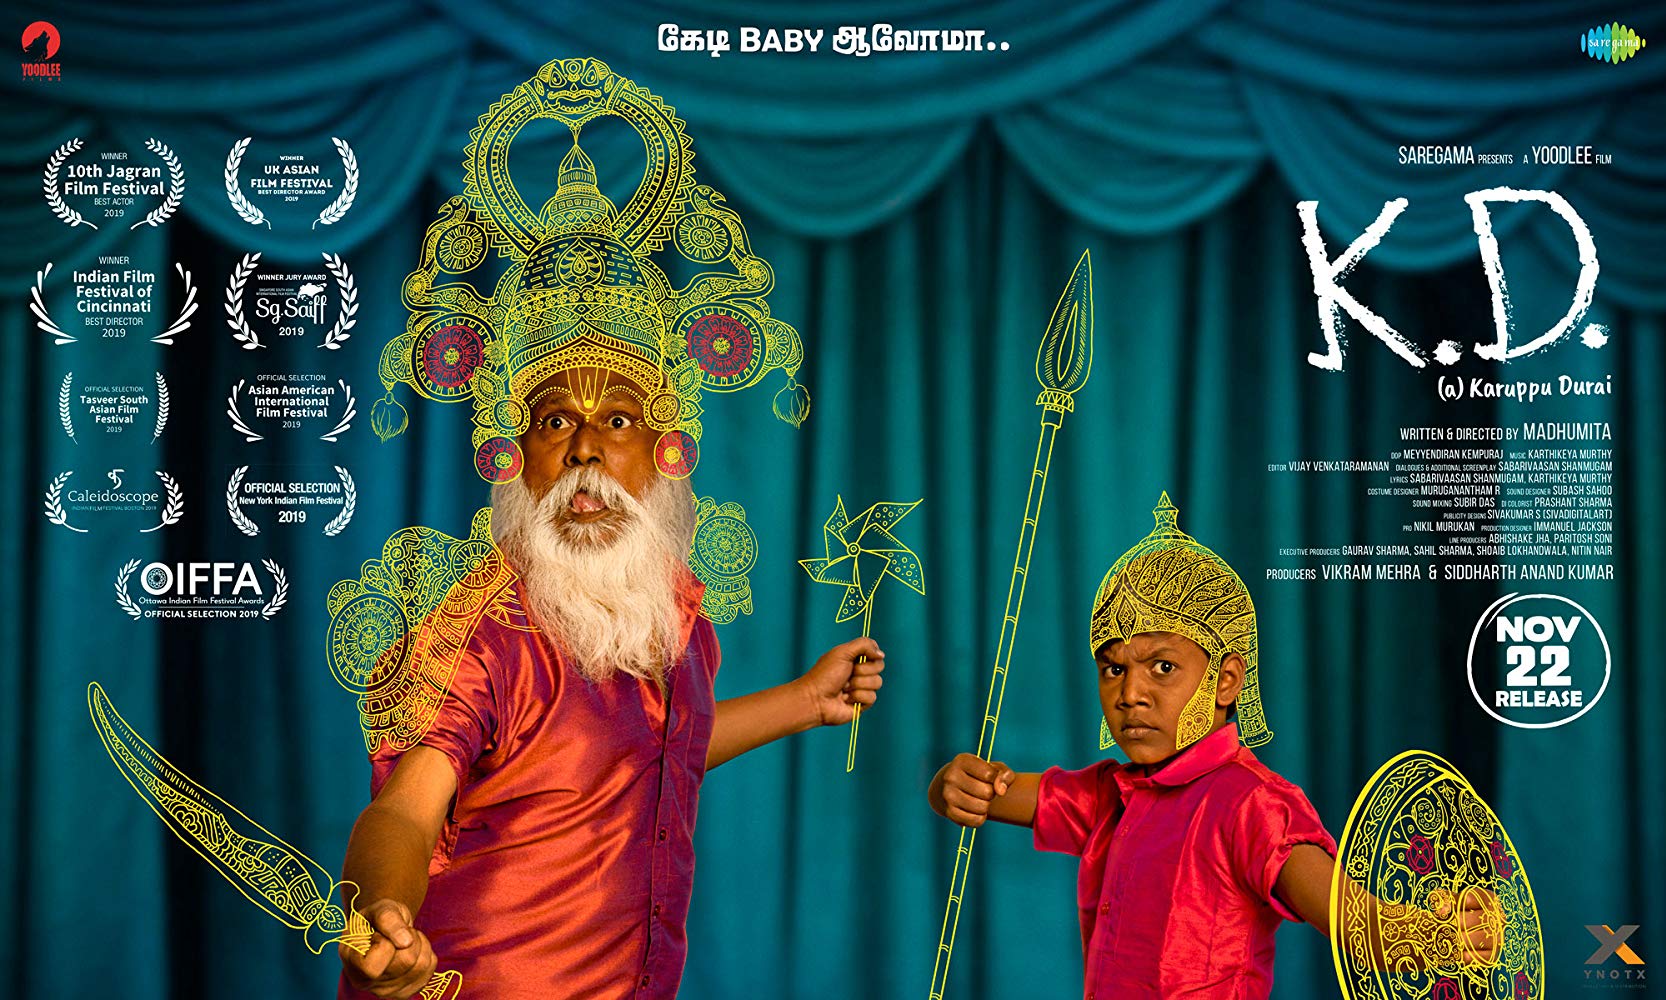 கேடி BABY ஆவோமா..
YOODLEE
FILMS
saregama
WINNER
10th Jagran
Film Festival
BEST ACTOR
2019
WINNER
UK ASIAN
FILM FESTIVAL
BEST DIRECTOR AWARD
2019
WINNER
Indian Film
Festival of
Cincinnati
BEST DIRECTOR
2019
WINNER JURY AWARD
Sg.Saiff
2019
OFFICIAL SELECTION
Tasveer South
Asian Film
Festival
2019
OFFICIAL SELECTION
Asian American
International
Film Festival
2019
Caleidoscope
INDIAN FILM FESTIVAL BOSTON 2019
OFFICIAL SELECTION
New York Indian Film Festival
2019
OIFFA
Ottawa Indian Film Festival Awards
OFFICIAL SELECTION 2019
SAREGAMA PRESENTS A YOODLEE FILM
K.D.
(a) Karuppu Durai
WRITTEN & DIRECTED BY MADHUMITA
DOP MEYYENDIRAN KEMPURAJ MUSIC KARTHIKEYA MURTHY
EDITOR VIJAY VENKATARAMANAN DIALOGUES & ADDITIONAL SCREENPLAY SABARIVAASAN SHANMUGAM
LYRICS SABARIVAASAN SHANMUGAM, KARTHIKEYA MURTHY
COSTUME DESIGNER MURUGANANTHAM R SOUND DESIGNER SUBASH SAHOO
SOUND MIXING SUBIR DAS DI COLORIST PRASHANT SHARMA
PUBLICITY DESIGNS SIVAKUMAR S (SIVADIGITALART)
PRO NIKIL MURUKAN PRODUCTION DESIGNER IMMANUEL JACKSON
LINE PRODUCERS ABHISHAKE JHA, PARITOSH SONI
EXECUTIVE PRODUCERS GAURAV SHARMA, SAHIL SHARMA, SHOAIB LOKHANDWALA, NITIN NAIR
PRODUCERS VIKRAM MEHRA & SIDDHARTH ANAND KUMAR
NOV
22
RELEASE
YNOTX